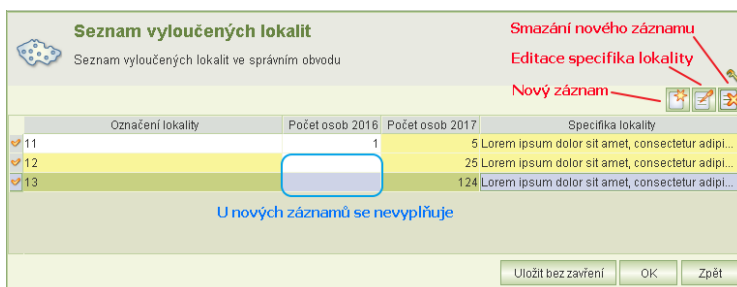 Seznam vyloučených lokalit
Seznam vyloučených lokalit ve správním obvodu
Smazání nového záznamu
Editace specifika lokality
Nový záznam
Označení lokality Počet osob 2016 Počet osob 2017 Specifika lokality
11 1 5 Lorem ipsum dolor sit amet, consectetur adipi...
12 25 Lorem ipsum dolor sit amet, consectetur adipi...
13 124 Lorem ipsum dolor sit amet, consectetur adipi...
U nových záznamů se nevyplňuje
Uložit bez zavření OK Zpět